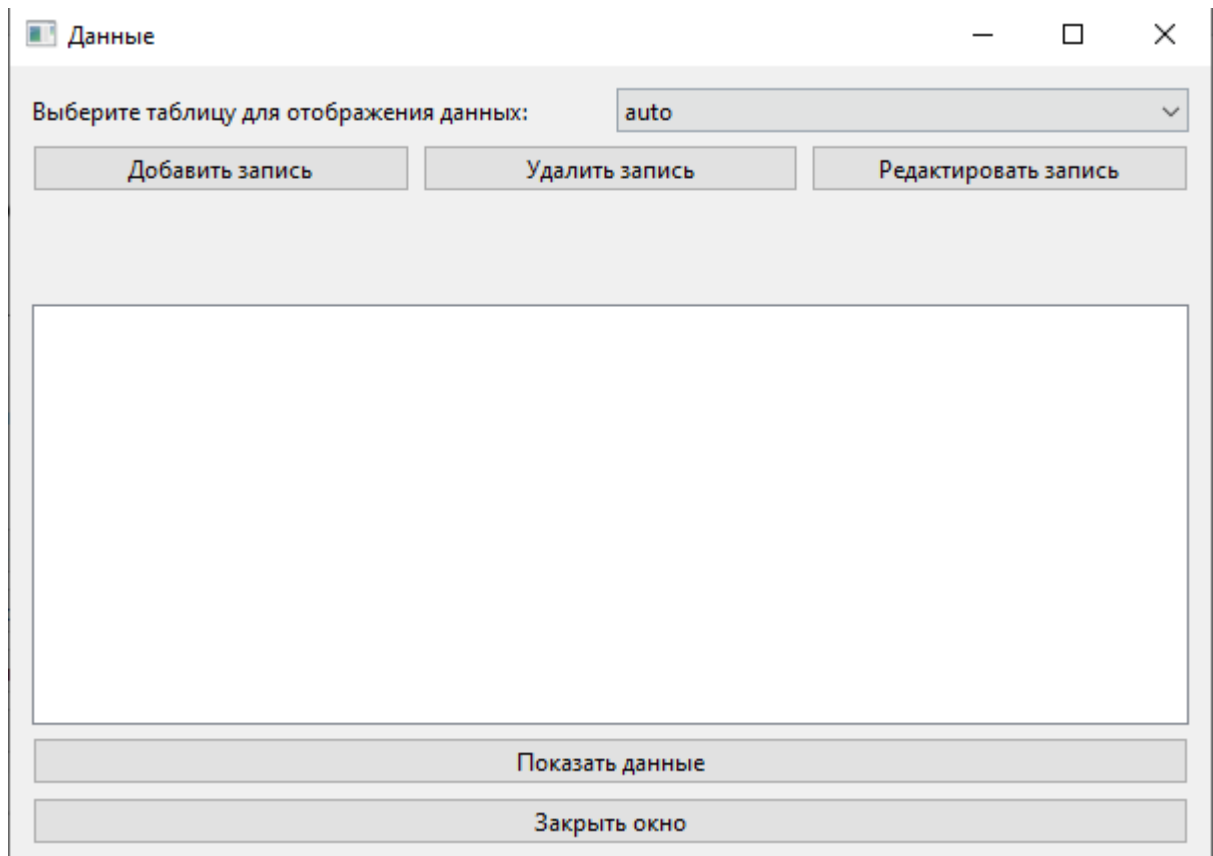 Данные
Выберите таблицу для отображения данных: auto
Добавить запись Удалить запись Редактировать запись
Показать данные
Закрыть окно